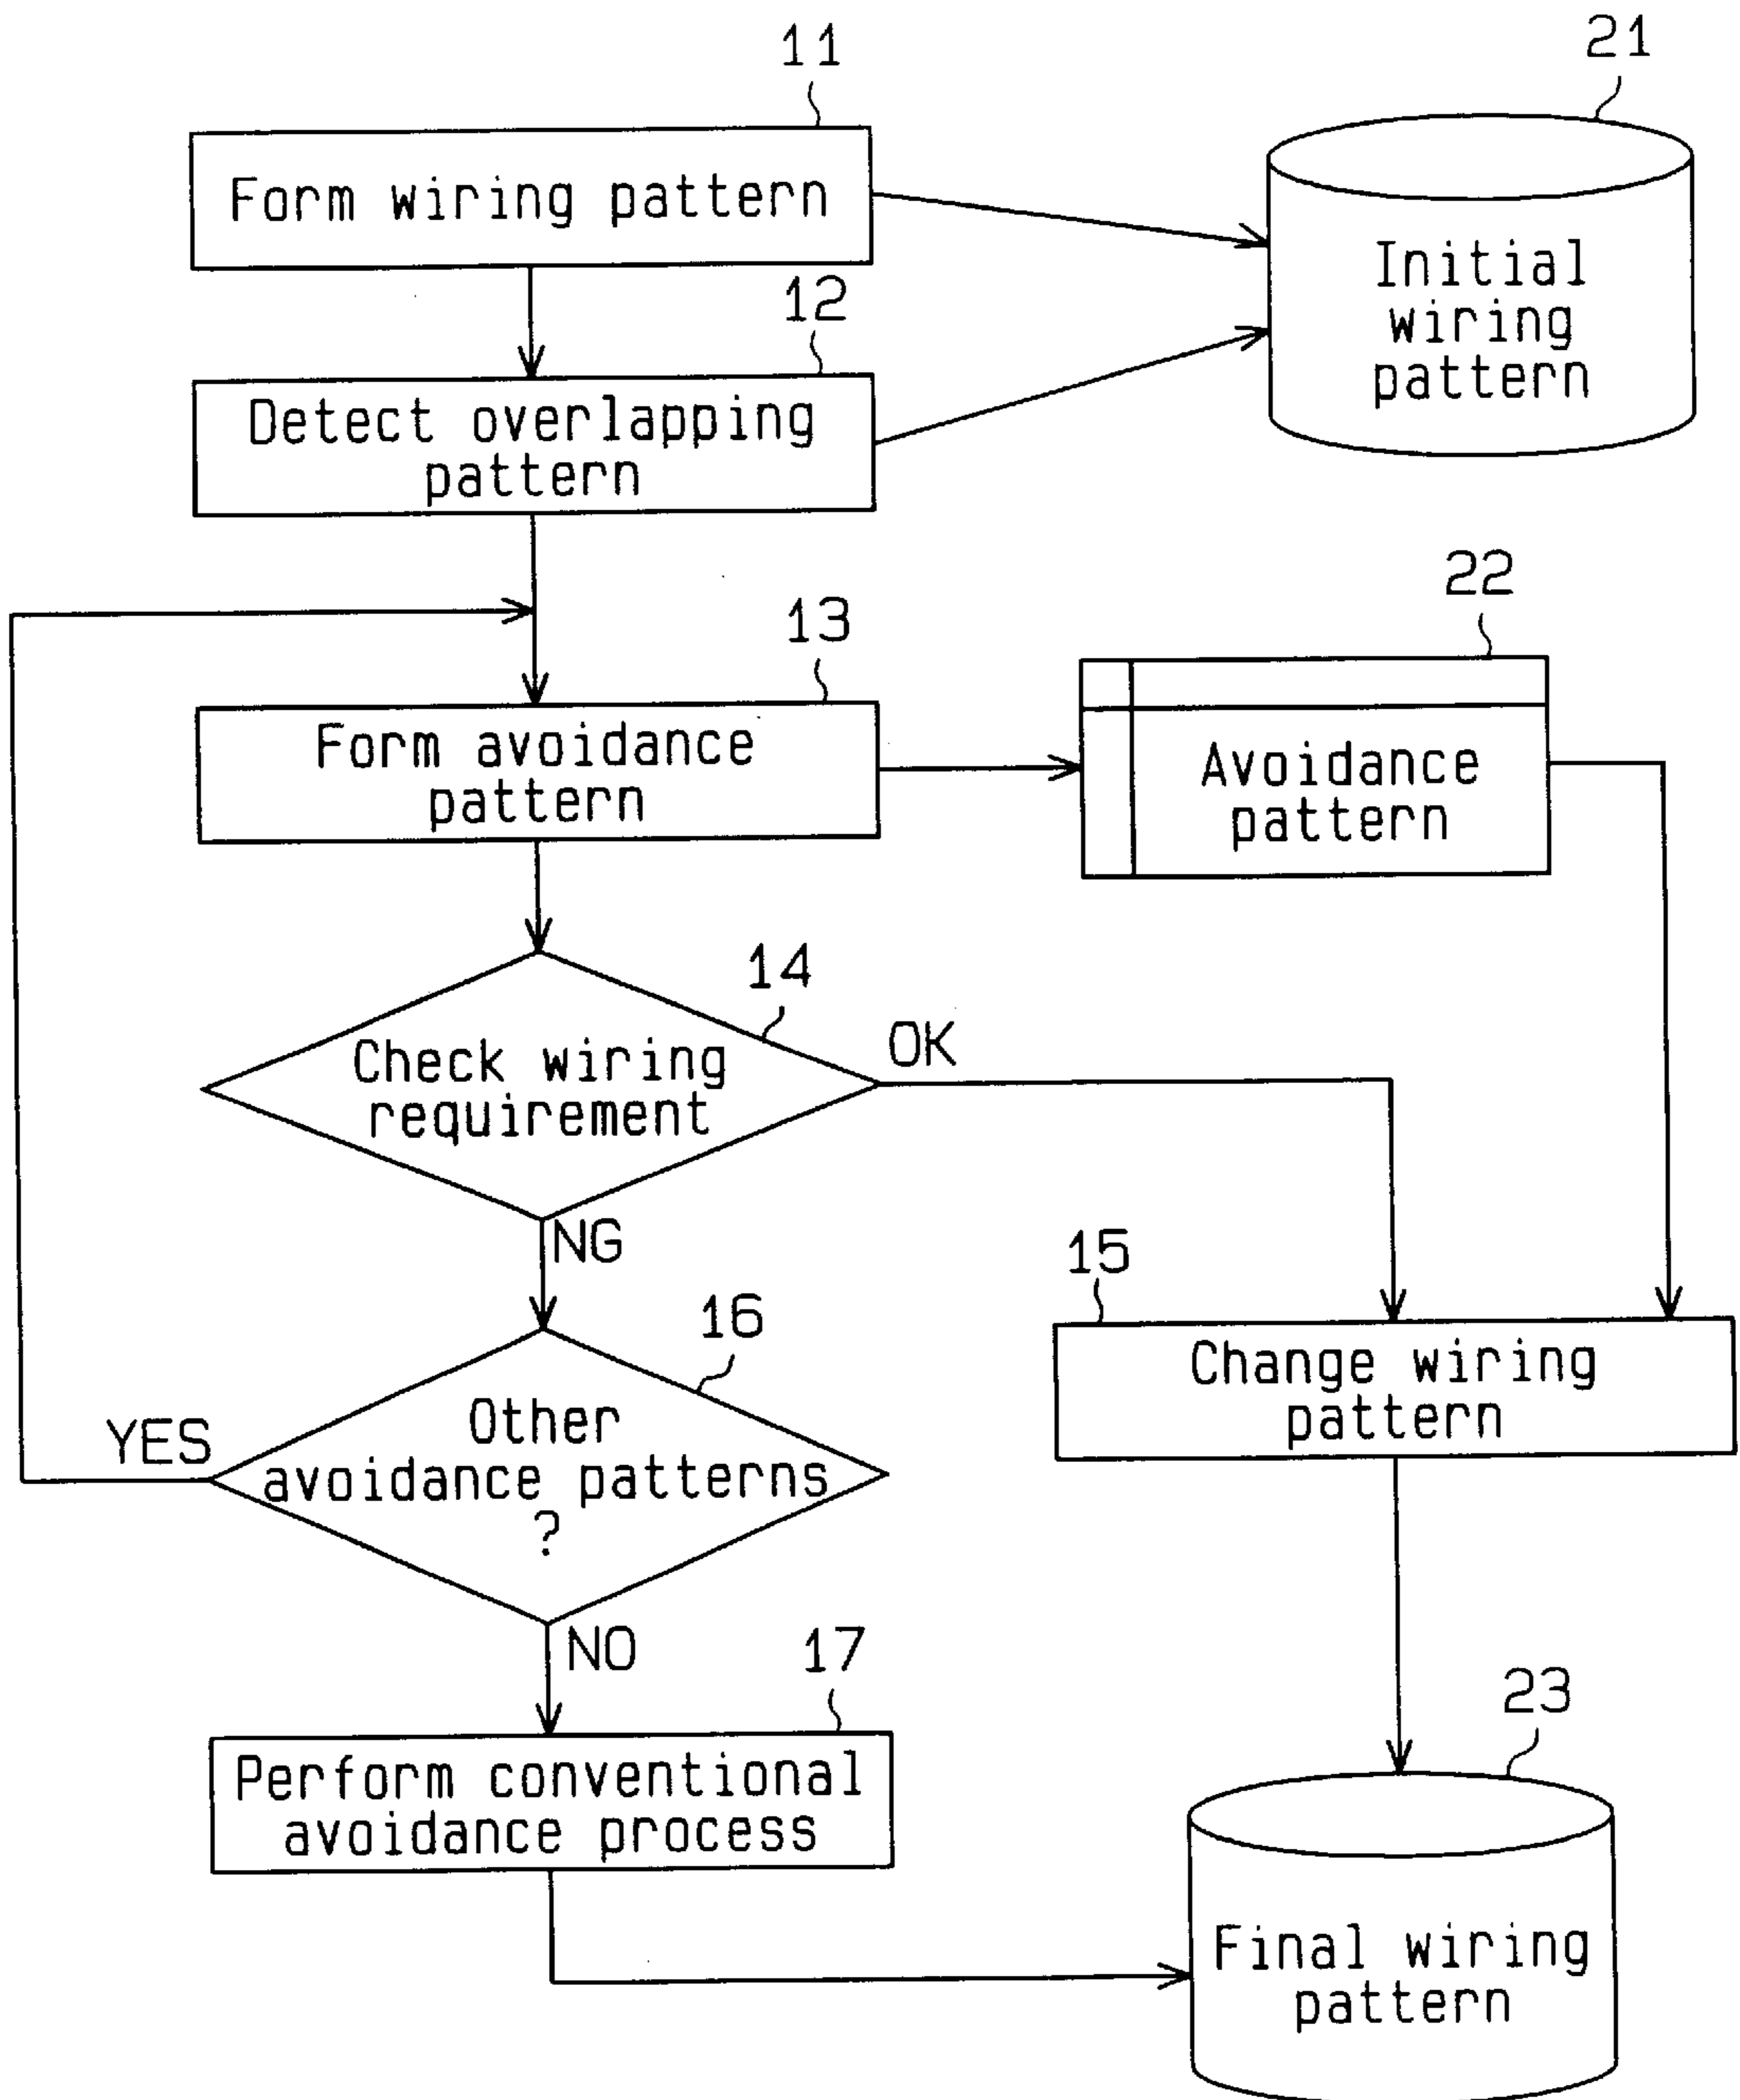 11
21
Form wiring pattern
Initial
wiring
pattern
12
Detect overlapping
pattern
22
13
Form avoidance
pattern
Avoidance
pattern
14
OK
Check wiring
requirement
NG
15
16
Change wiring
pattern
Other
avoidance patterns
?
YES
NO
17
23
Perform conventional
avoidance process
Final wiring
pattern